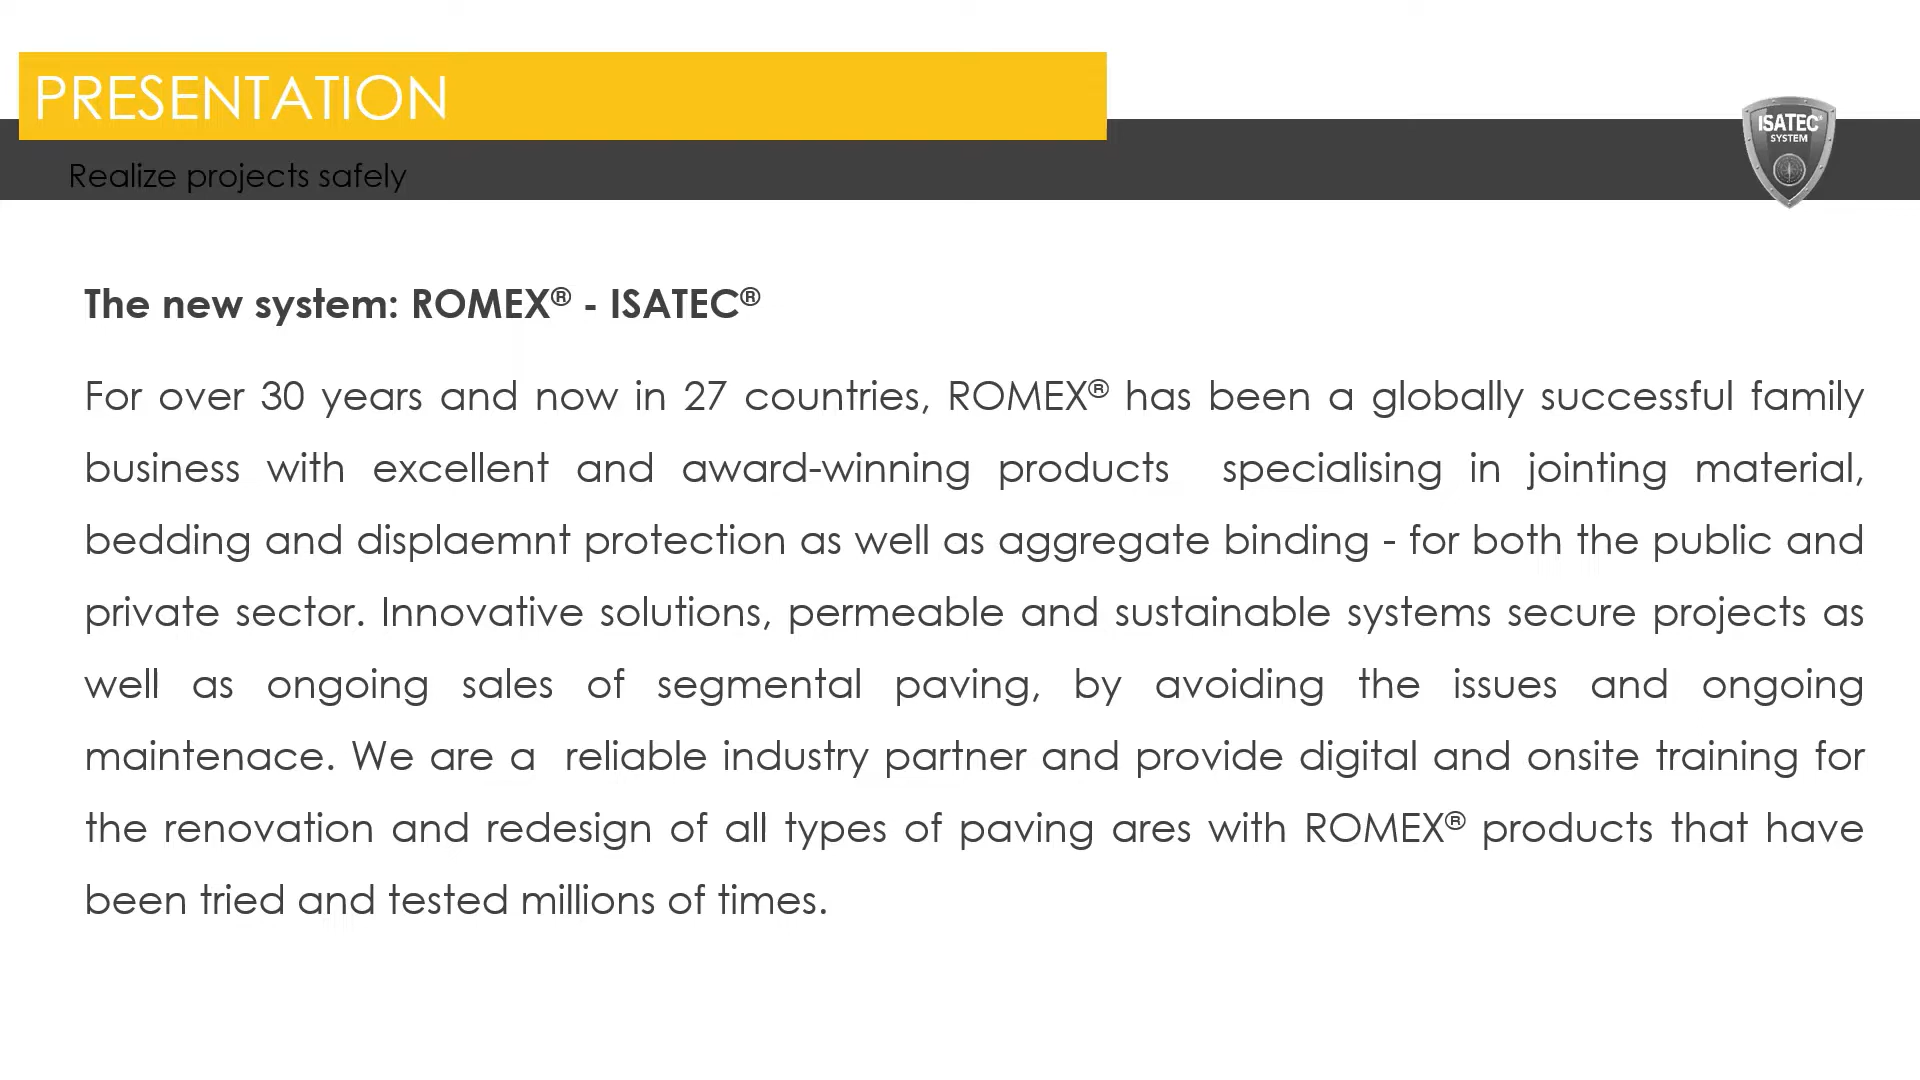 PRESENTATION
Realize projects safely
ISATEC®
SYSTEM
The new system: ROMEX® - ISATEC®
For over 30 years and now in 27 countries, ROMEX® has been a globally successful family
business with excellent and award-winning products specialising in jointing material,
bedding and displaemnt protection as well as aggregate binding - for both the public and
private sector. Innovative solutions, permeable and sustainable systems secure projects as
well as ongoing sales of segmental paving, by avoiding the issues and ongoing
maintenace. We are a reliable industry partner and provide digital and onsite training for
the renovation and redesign of all types of paving ares with ROMEX® products that have
been tried and tested millions of times.